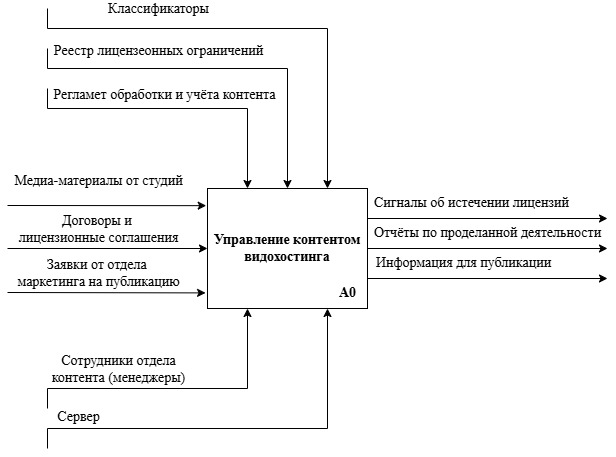 Классификаторы
Реестр лицензеонных ограничений
Регламет обработки и учёта контента
Медиа-материалы от студий
Договоры и
лицензионные соглашения
Заявки от отдела
маркетинга на публикацию
Управление контентом
видохостинга
A0
Сигналы об истечении лицензий
Отчёты по проделанной деятельности
Информация для публикации
Сотрудники отдела
контента (менеджеры)
Сервер